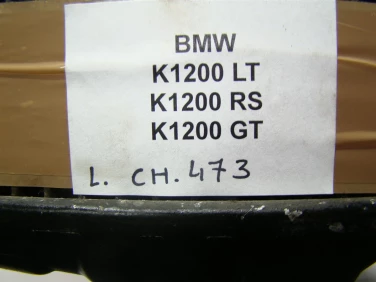 BMW
K1200 LT
K1200 RS
K1200 GT
L. CH. 473